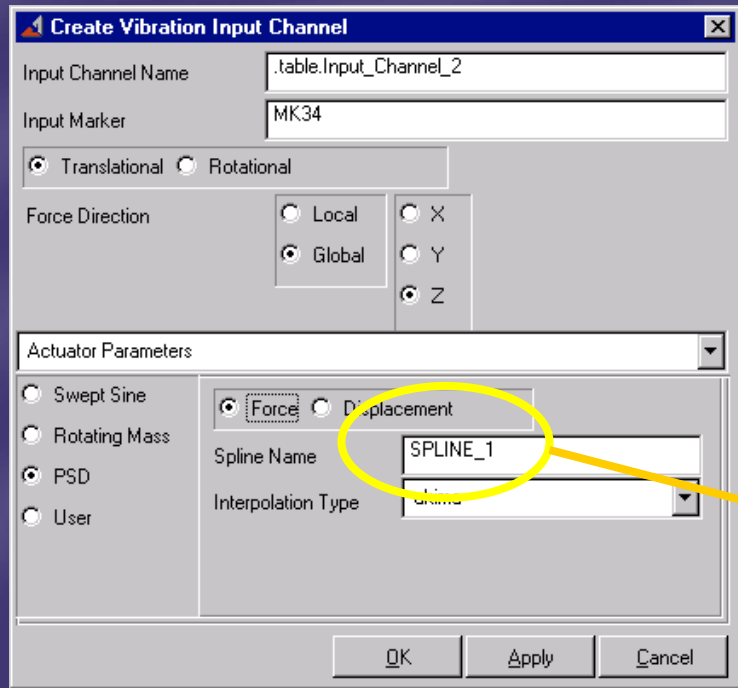 Create Vibration Input Channel
Input Channel Name .table.Input_Channel_2
Input Marker MK34
Translational Rotational
Force Direction Local X
Global Y
Z
Actuator Parameters
Swept Sine
Rotating Mass
PSD
User
Force Displacement
Spline Name SPLINE_1
Interpolation Type akima
OK Apply Cancel